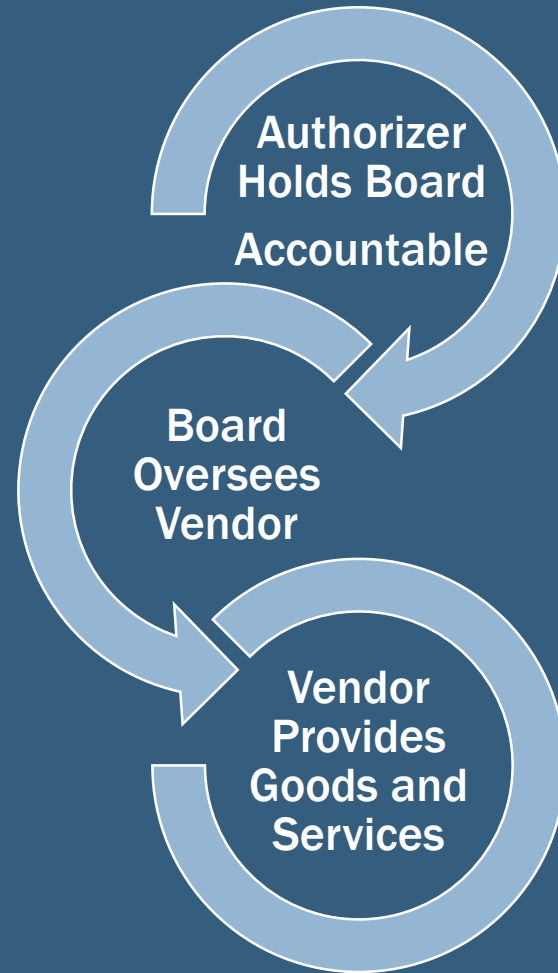 Authorizer
Holds Board
Accountable
Board
Oversees
Vendor
Vendor
Provides
Goods and
Services